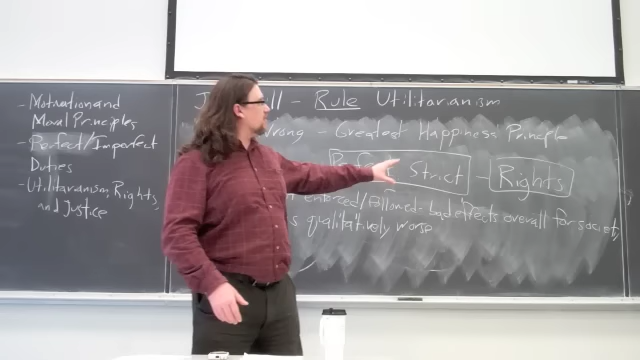 - Motivation and
Moral Principles
- Perfect/Imperfect
Duties
- Utilitarianism, Rights,
and Justice
- Rule Utilitarianism
- Greatest Happiness Principle
Strict - Rights
enforced/followed - bad effects overall for society,
qualitatively worse